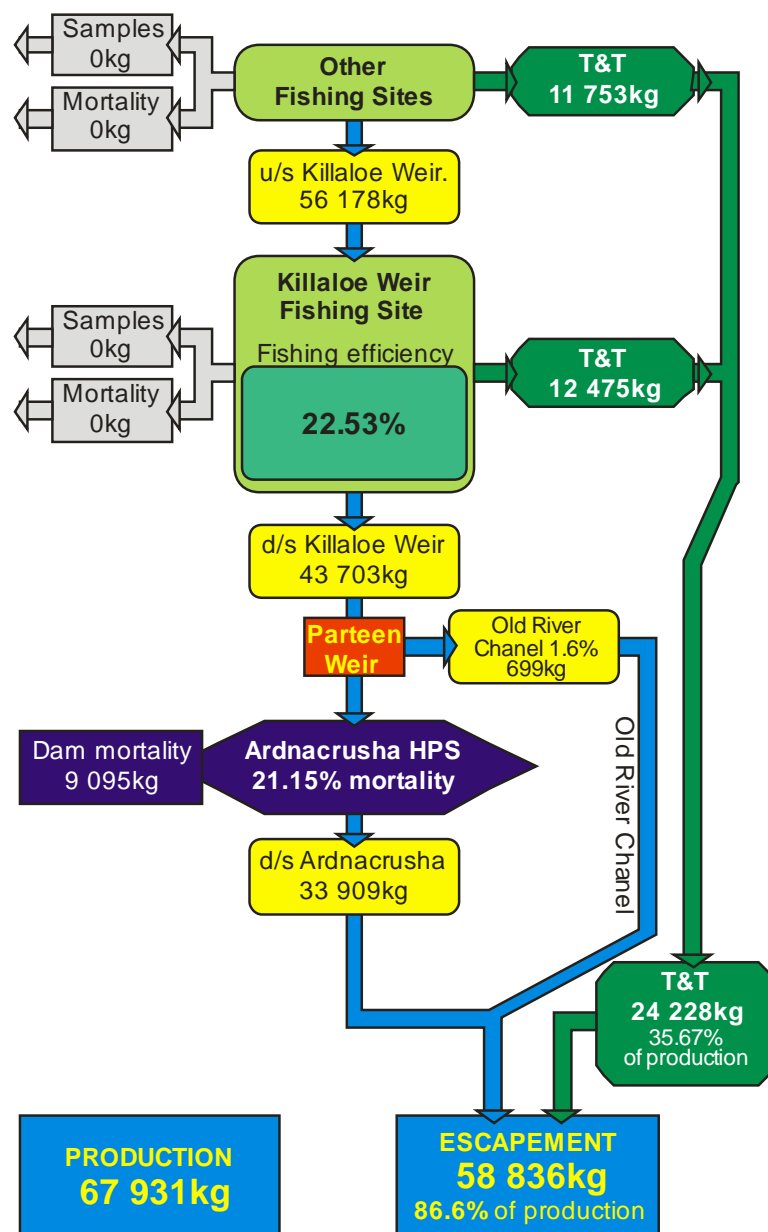 Samples
0kg
Mortality
0kg
Other
Fishing Sites
T&T
11 753kg
u/s Killaloe Weir.
56 178kg
Killaloe Weir
Fishing Site
Fishing efficiency
22.53%
Samples
0kg
Mortality
0kg
T&T
12 475kg
d/s Killaloe Weir
43 703kg
Parteen
Weir
Old River
Chanel 1.6%
699kg
Old River Chanel
Dam mortality
9 095kg
Ardnacrusha HPS
21.15% mortality
d/s Ardnacrusha
33 909kg
T&T
24 228kg
35.67%
of production
PRODUCTION
67 931kg
ESCAPEMENT
58 836kg
86.6% of production